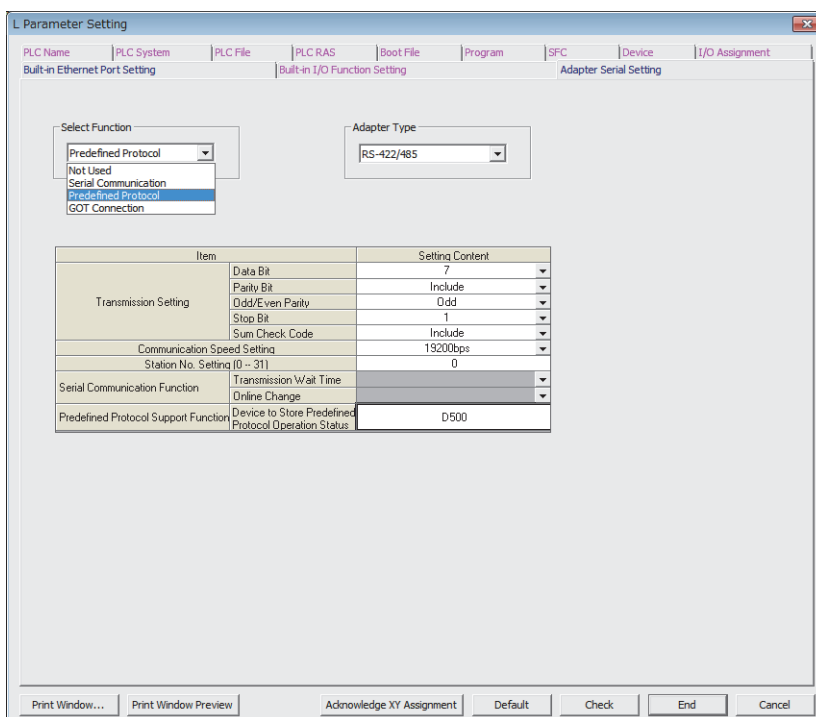 L Parameter Setting
PLC Name PLC System PLC File PLC RAS Boot File Program SFC Device I/O Assignment
Built-in Ethernet Port Setting Built-in I/O Function Setting Adapter Serial Setting
Select Function Adapter Type
Predefined Protocol RS-422/485
Not Used
Serial Communication
Predefined Protocol
GOT Connection
Item Setting Content
Transmission Setting Data Bit 7
Parity Bit Include
Odd/Even Parity Odd
Stop Bit 1
Sum Check Code Include
Communication Speed Setting 19200bps
Station No. Setting (0 -- 31) 0
Serial Communication Function Transmission Wait Time
Online Change
Predefined Protocol Support Function Device to Store Predefined D500
Protocol Operation Status
Print Window... Print Window Preview Acknowledge XY Assignment Default Check End Cancel